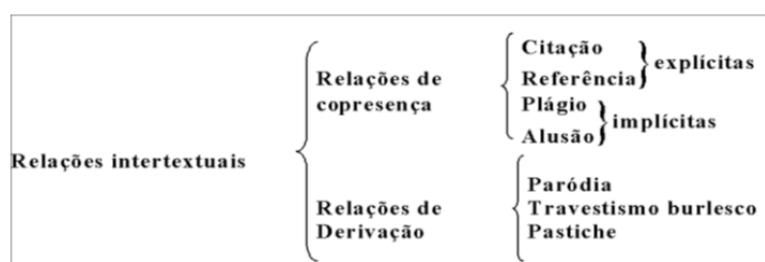 Relações intertextuais
Relações de
copresença
Citação
Referência
explícitas
Plágio
Alusão
implícitas
Relações de
Derivação
Paródia
Travestismo burlesco
Pastiche